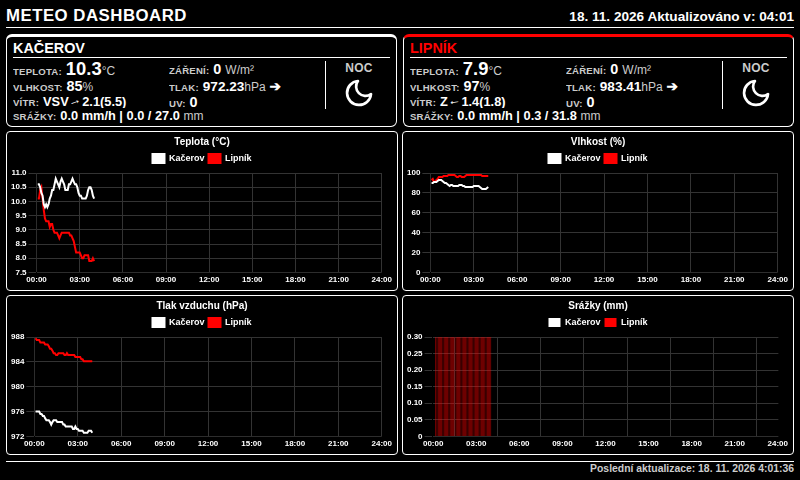 METEO DASHBOARD
18. 11. 2026 Aktualizováno v: 04:01
KAČEROV
TEPLOTA: 10.3°C
ZÁŘENÍ: 0 W/m²
VLHKOST: 85%
TLAK: 972.23hPa ➔
VÍTR: VSV → 2.1(5.5)
UV: 0
SRÁŽKY: 0.0 mm/h | 0.0 / 27.0 mm
NOC
LIPNÍK
TEPLOTA: 7.9°C
ZÁŘENÍ: 0 W/m²
VLHKOST: 97%
TLAK: 983.41hPa ➔
VÍTR: Z ← 1.4(1.8)
UV: 0
SRÁŽKY: 0.0 mm/h | 0.3 / 31.8 mm
NOC
Teplota (°C)
Kačerov Lipník
11.0
10.5
10.0
9.5
9.0
8.5
8.0
7.5
00:00 03:00 06:00 09:00 12:00 15:00 18:00 21:00 24:00
Vlhkost (%)
Kačerov Lipník
100
80
60
40
20
0
00:00 03:00 06:00 09:00 12:00 15:00 18:00 21:00 24:00
Tlak vzduchu (hPa)
Kačerov Lipník
988
984
980
976
972
00:00 03:00 06:00 09:00 12:00 15:00 18:00 21:00 24:00
Srážky (mm)
Kačerov Lipník
0.30
0.25
0.20
0.15
0.10
0.05
0
00:00 03:00 06:00 09:00 12:00 15:00 18:00 21:00 24:00
Poslední aktualizace: 18. 11. 2026 4:01:36